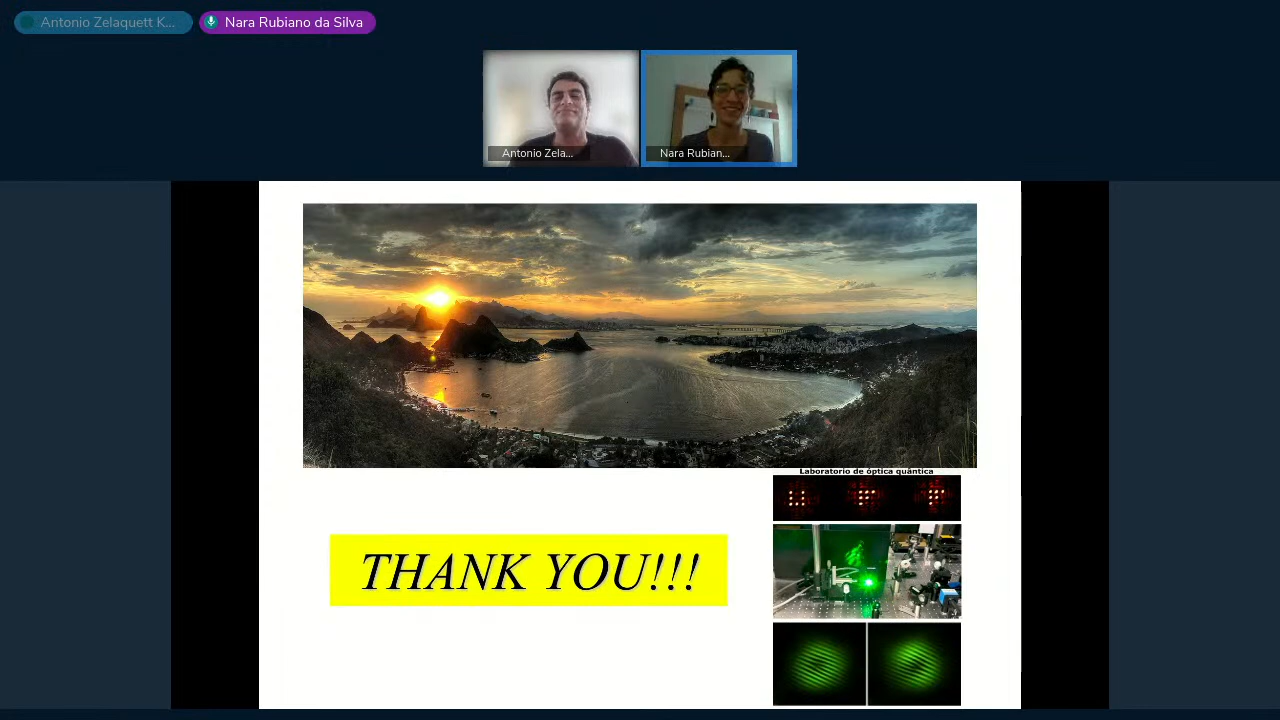 Antonio Zelaquett K...
Nara Rubiano da Silva
Antonio Zela...
Nara Rubian...
Laboratorio de óptica quântica
THANK YOU!!!